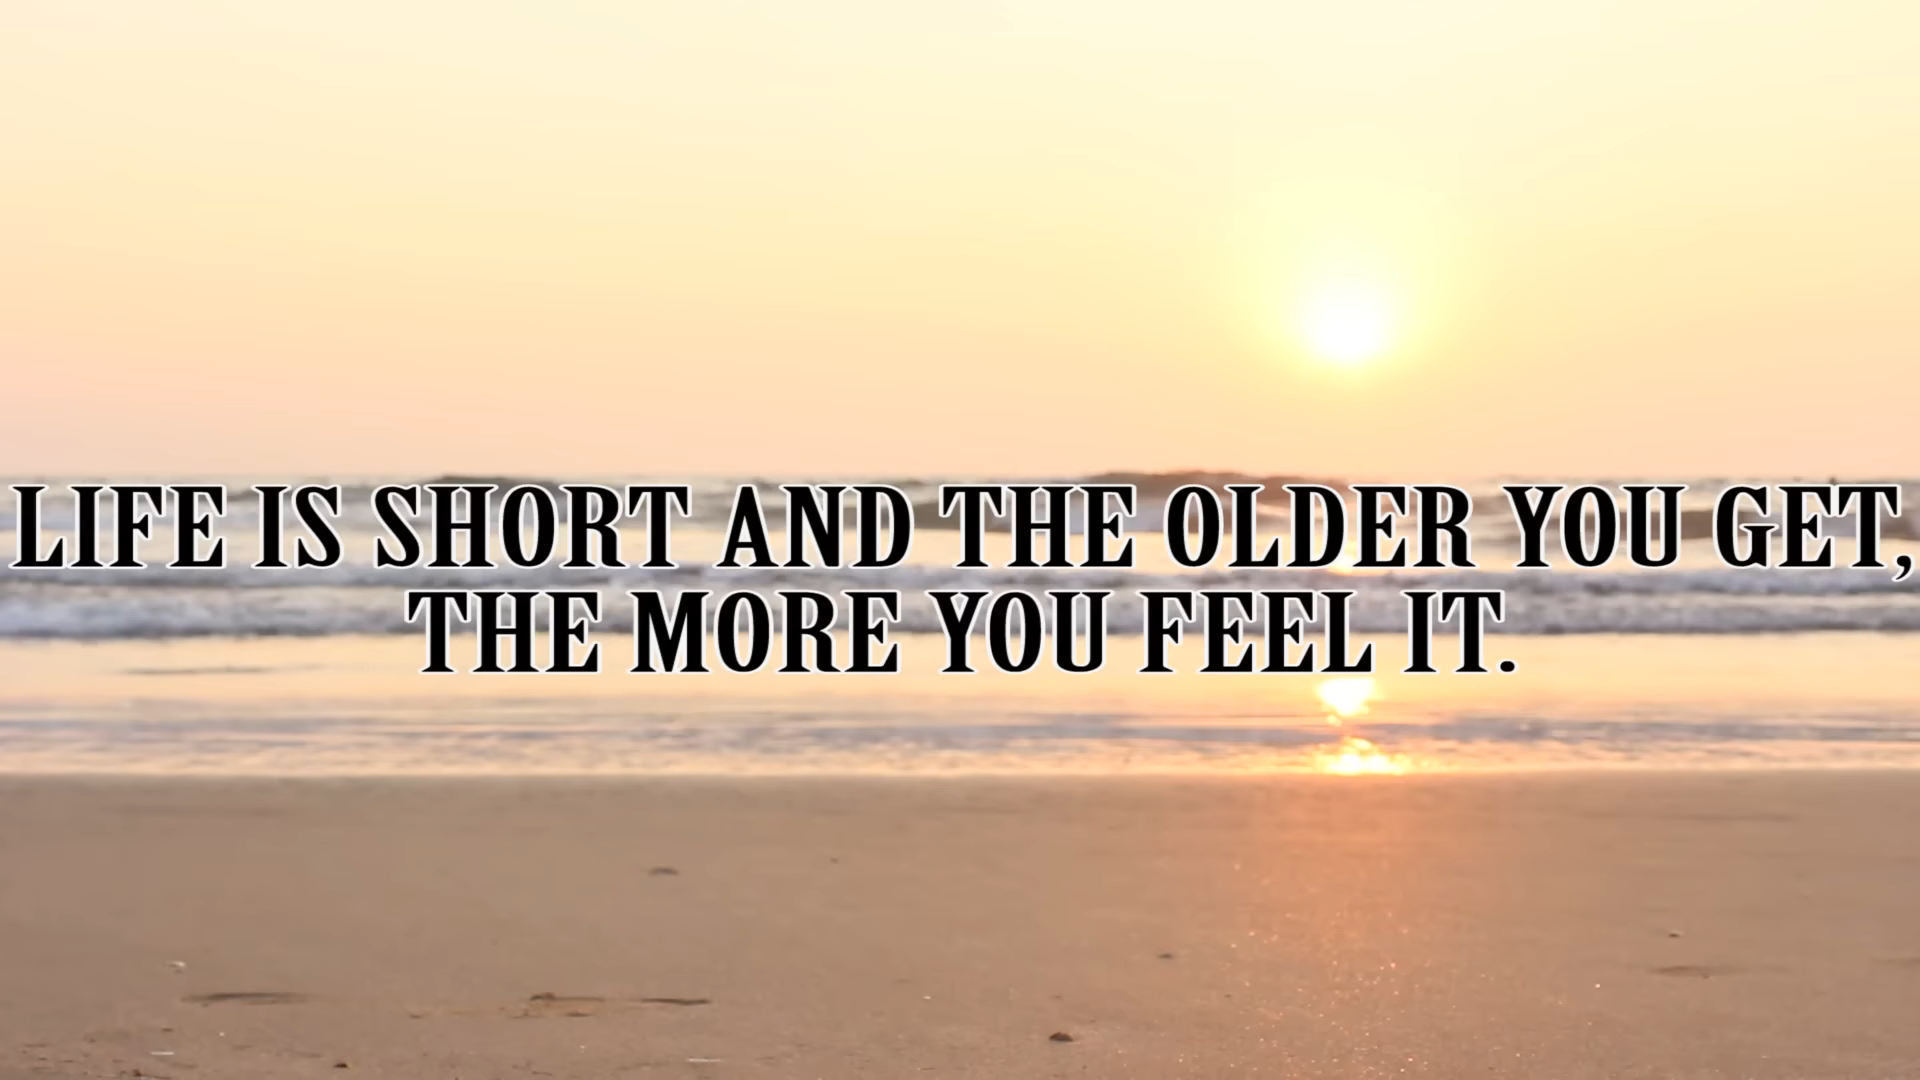 LIFE IS SHORT AND THE OLDER YOU GET,
THE MORE YOU FEEL IT.